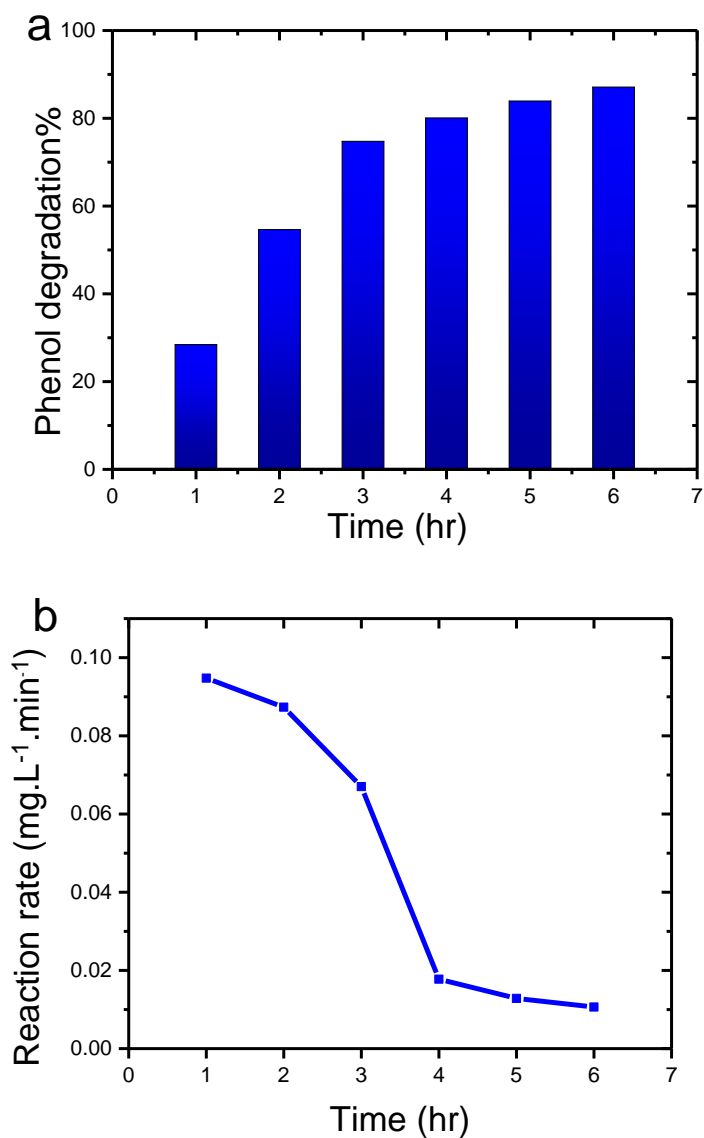 a
100
80
60
40
20
0
Phenol degradation%
0 1 2 3 4 5 6 7
Time (hr)
b
0.10
0.08
0.06
0.04
0.02
0.00
Reaction rate (mg.L⁻¹.min⁻¹)
0 1 2 3 4 5 6 7
Time (hr)